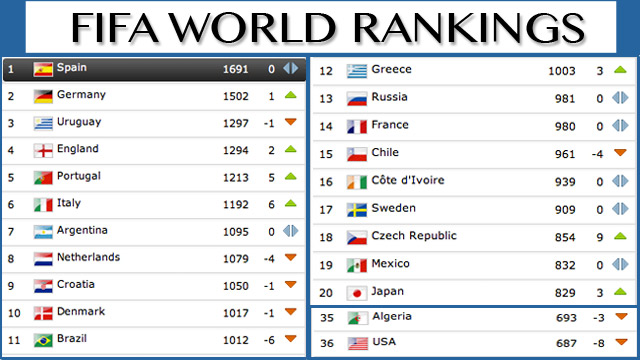 FIFA WORLD RANKINGS
1 Spain 1691 0
2 Germany 1502 1
3 Uruguay 1297 -1
4 England 1294 2
5 Portugal 1213 5
6 Italy 1192 6
7 Argentina 1095 0
8 Netherlands 1079 -4
9 Croatia 1050 -1
10 Denmark 1017 -1
11 Brazil 1012 -6
12 Greece 1003 3
13 Russia 981 0
14 France 980 0
15 Chile 961 -4
16 Côte d'Ivoire 939 0
17 Sweden 909 0
18 Czech Republic 854 9
19 Mexico 832 0
20 Japan 829 3
35 Algeria 693 -3
36 USA 687 -8